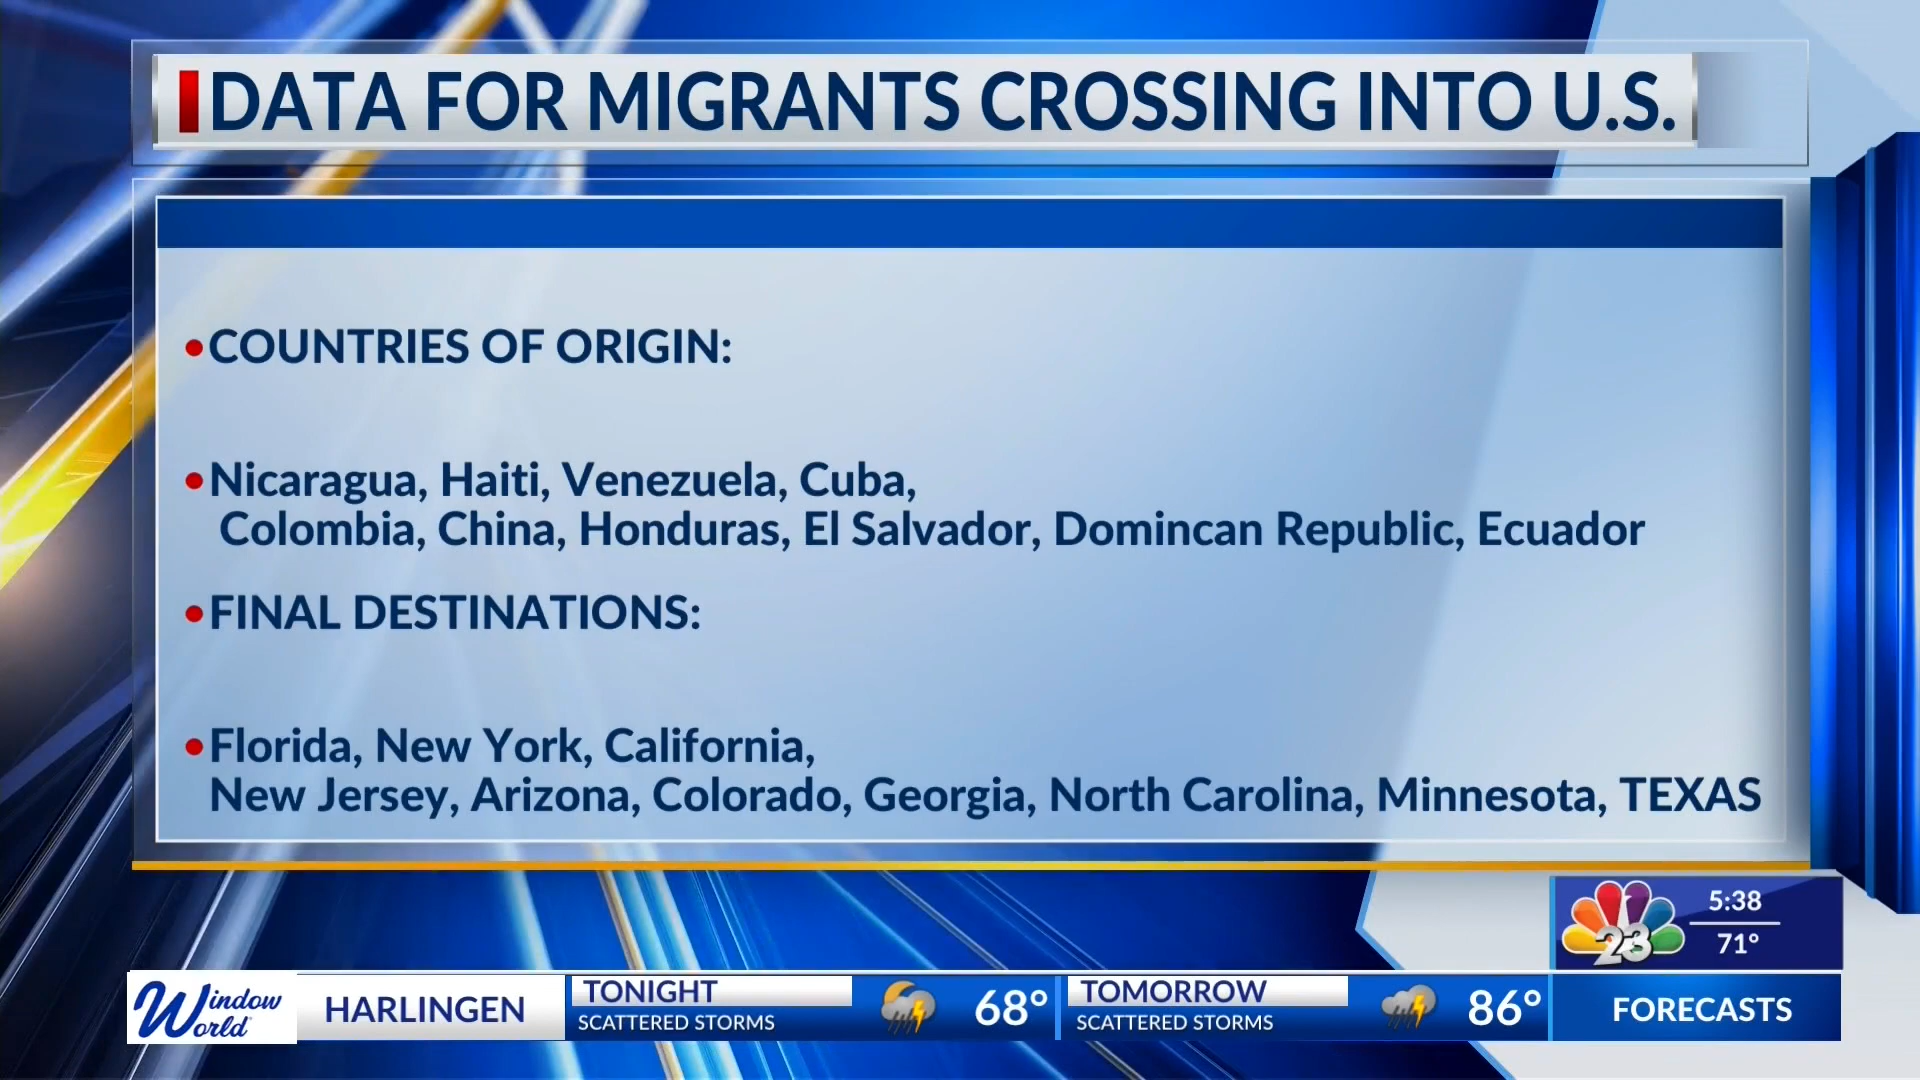 DATA FOR MIGRANTS CROSSING INTO U.S.
•COUNTRIES OF ORIGIN:
•Nicaragua, Haiti, Venezuela, Cuba,
Colombia, China, Honduras, El Salvador, Domincan Republic, Ecuador
•FINAL DESTINATIONS:
•Florida, New York, California,
New Jersey, Arizona, Colorado, Georgia, North Carolina, Minnesota, TEXAS
23
5:38
71°
Window World
HARLINGEN
TONIGHT
SCATTERED STORMS
68°
TOMORROW
SCATTERED STORMS
86°
FORECASTS